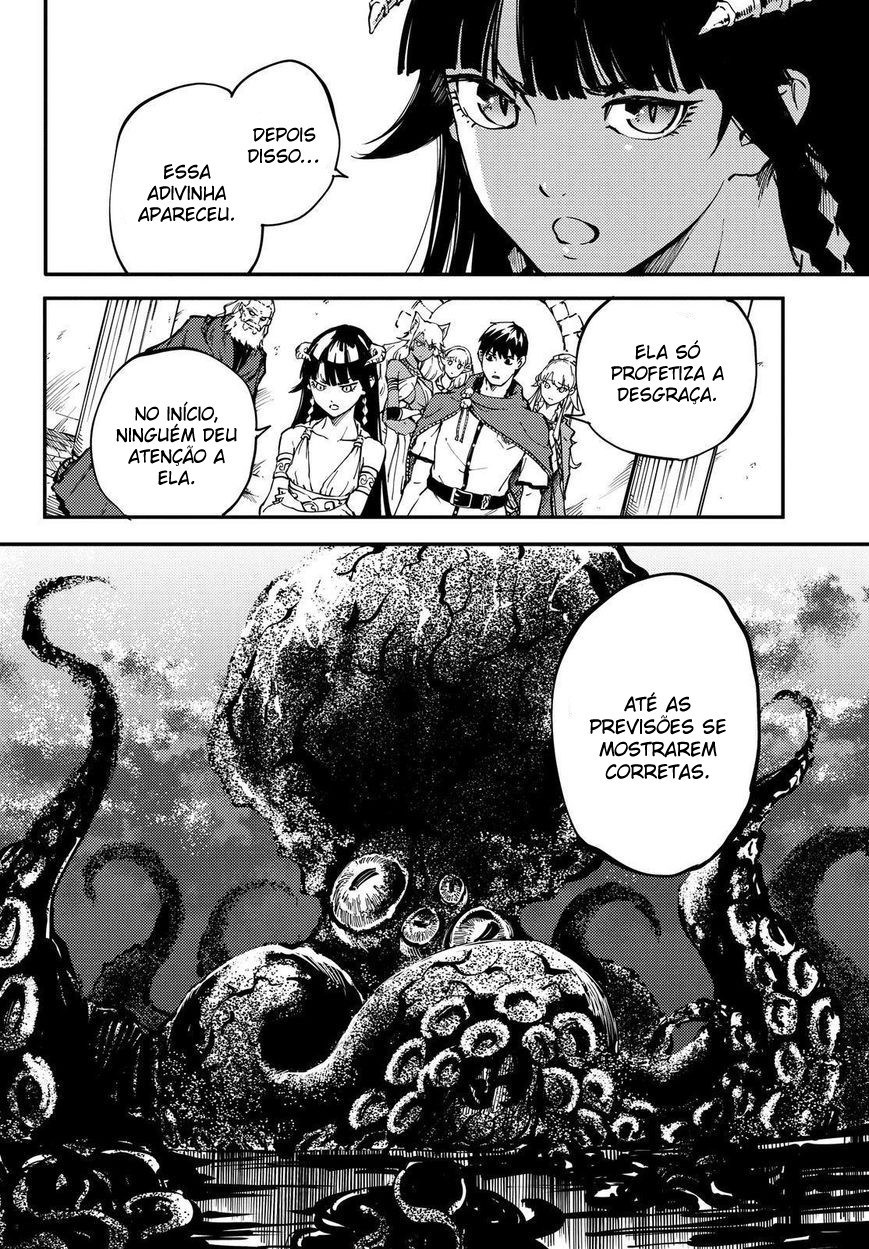 DEPOIS
DISSO...
ESSA
ADIVINHA
APARECEU.
ELA SÓ
PROFETIZA A
DESGRAÇA.
NO INÍCIO,
NINGUÉM DEU
ATENÇÃO A
ELA.
ATÉ AS
PREVISÕES SE
MOSTRAREM
CORRETAS.